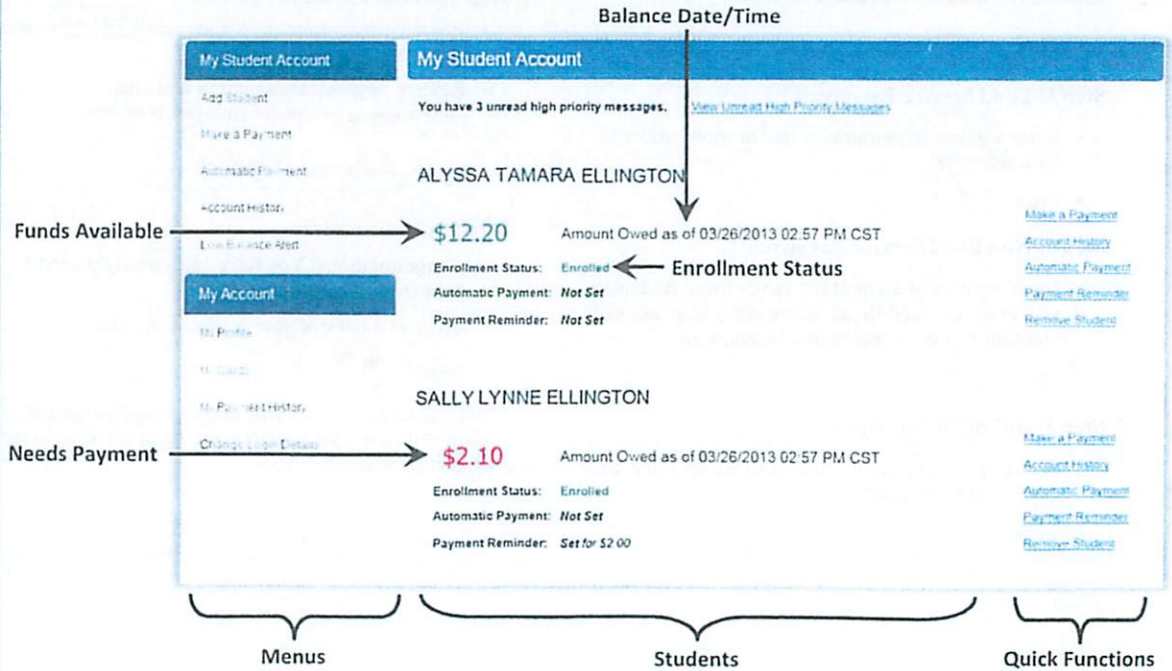 Balance Date/Time
My Student Account
My Student Account
Add Student
Make a Payment
Automatic Payment
Account History
Low Balance Alert
My Account
My Profile
My Cards
My Payment History
Change Login Details
You have 3 unread high priority messages. View Unread High Priority Messages
ALYSSA TAMARA ELLINGTON
Funds Available
$12.20 Amount Owed as of 03/26/2013 02:57 PM CST
Enrollment Status: Enrolled
Enrollment Status
Automatic Payment: Not Set
Payment Reminder: Not Set
Make a Payment
Account History
Automatic Payment
Payment Reminder
Remove Student
SALLY LYNNE ELLINGTON
Needs Payment
$2.10 Amount Owed as of 03/26/2013 02:57 PM CST
Enrollment Status: Enrolled
Automatic Payment: Not Set
Payment Reminder: Set for $2.00
Make a Payment
Account History
Automatic Payment
Payment Reminder
Remove Student
Menus
Students
Quick Functions